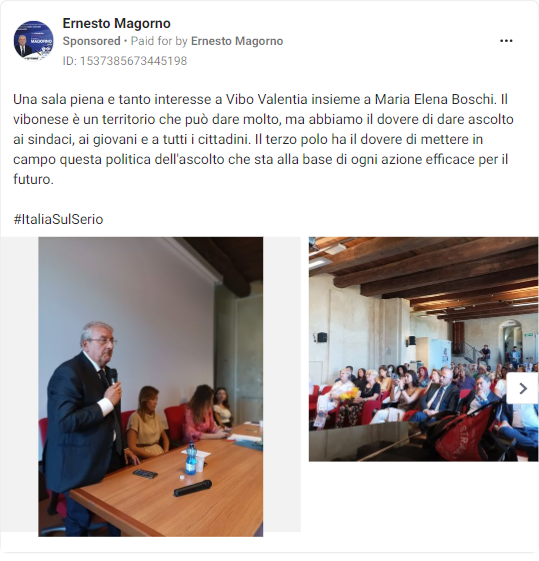 Ernesto Magorno
Sponsored • Paid for by Ernesto Magorno
ID: 1537385673445198
Una sala piena e tanto interesse a Vibo Valentia insieme a Maria Elena Boschi. Il
vibonese è un territorio che può dare molto, ma abbiamo il dovere di dare ascolto
ai sindaci, ai giovani e a tutti i cittadini. Il terzo polo ha il dovere di mettere in
campo questa politica dell'ascolto che sta alla base di ogni azione efficace per il
futuro.
#ItaliaSulSerio